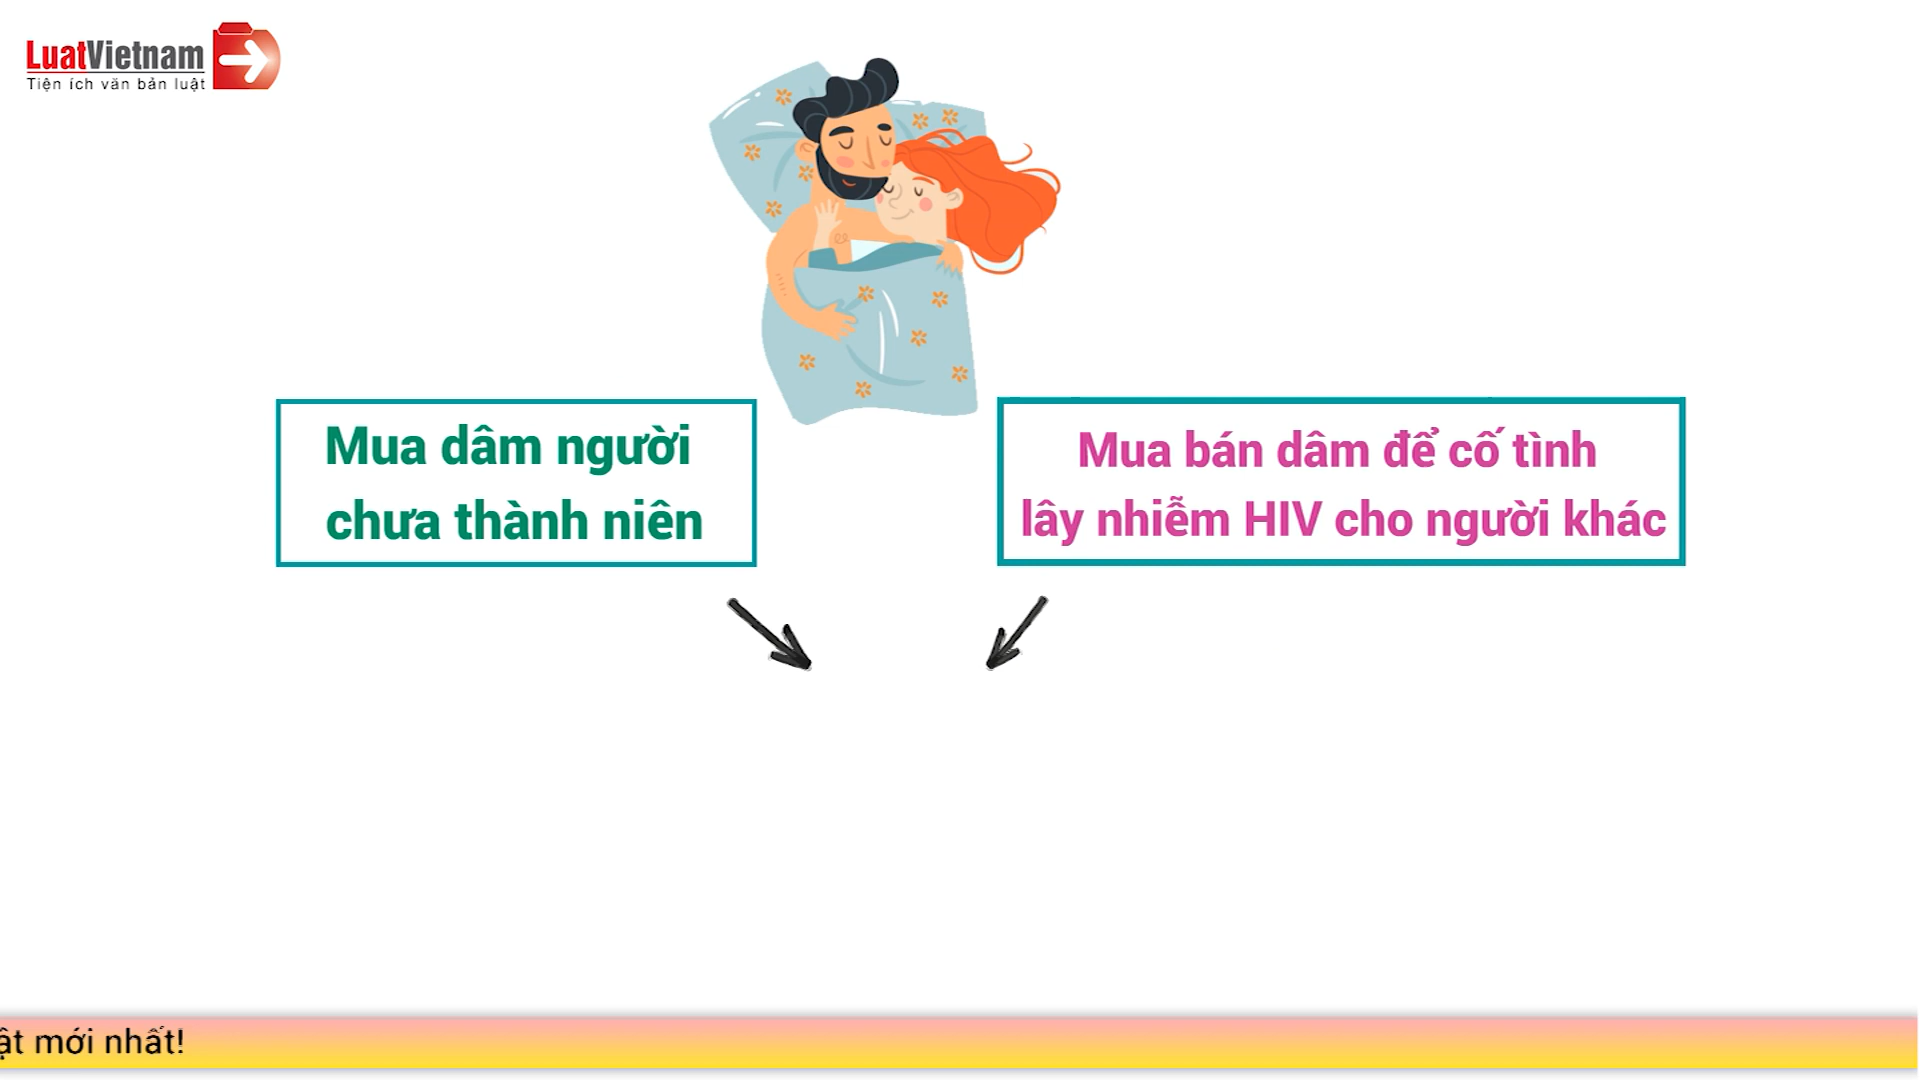 LuatVietnam
Tiện ích văn bản luật
Mua dâm người
chưa thành niên
Mua bán dâm để cố tình
lây nhiễm HIV cho người khác
mới nhất!